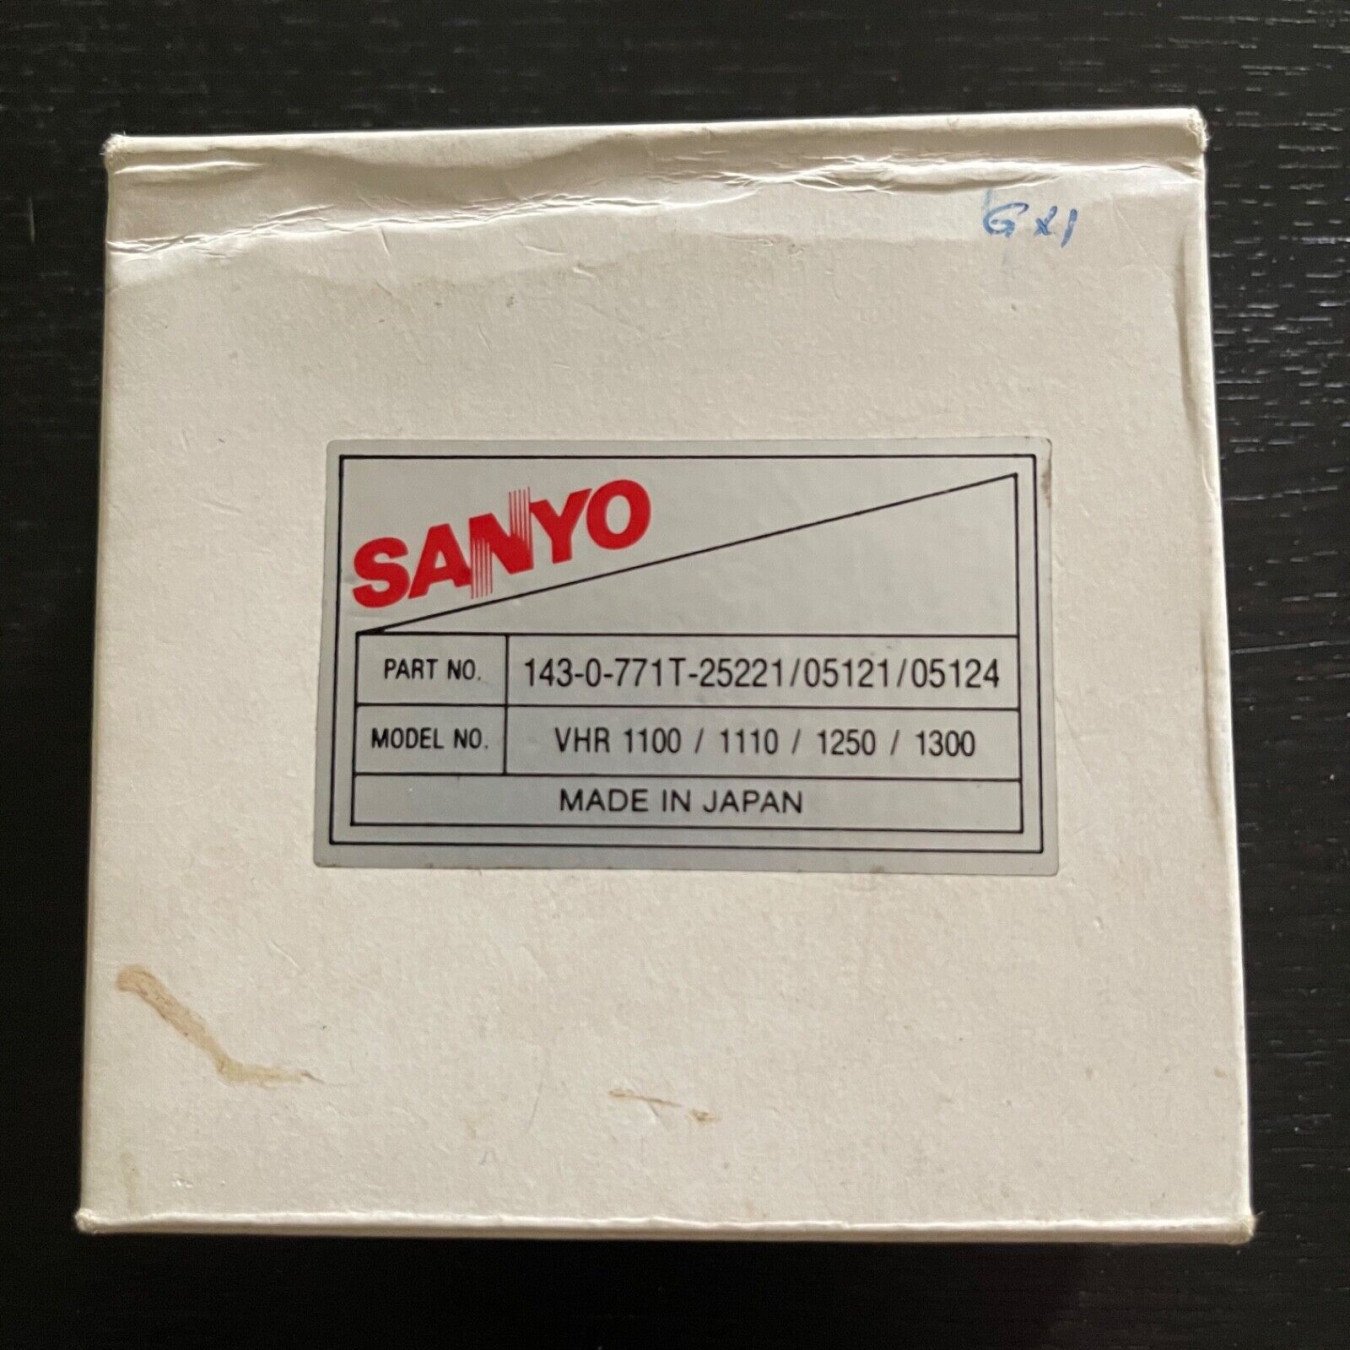 GX1
SANYO
PART NO. 143-0-771T-25221/05121/05124
MODEL NO. VHR 1100 / 1110 / 1250 / 1300
MADE IN JAPAN